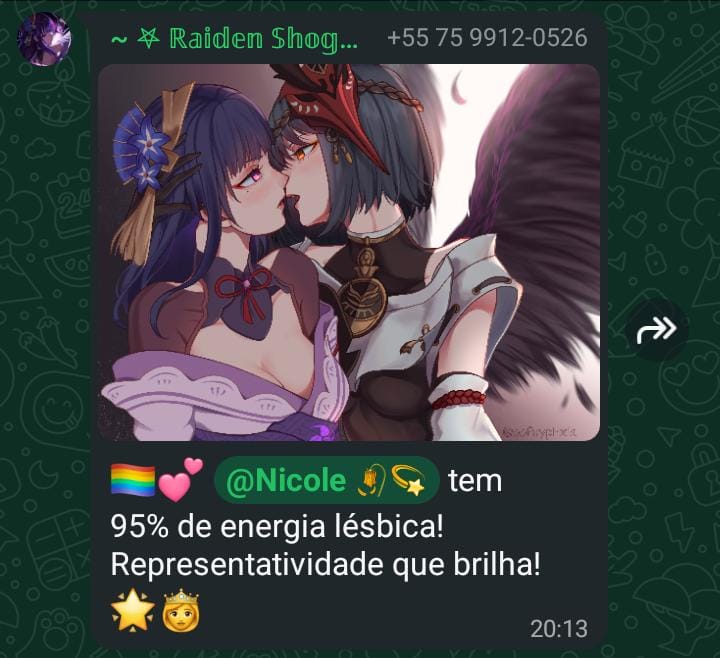 ~ ⛧ ℝaiden 𝕊hog... +55 75 9912-0526
🏳️‍🌈💕 @Nicole 🧣💫 tem
95% de energia lésbica!
Representatividade que brilha!
🌟👸
20:13